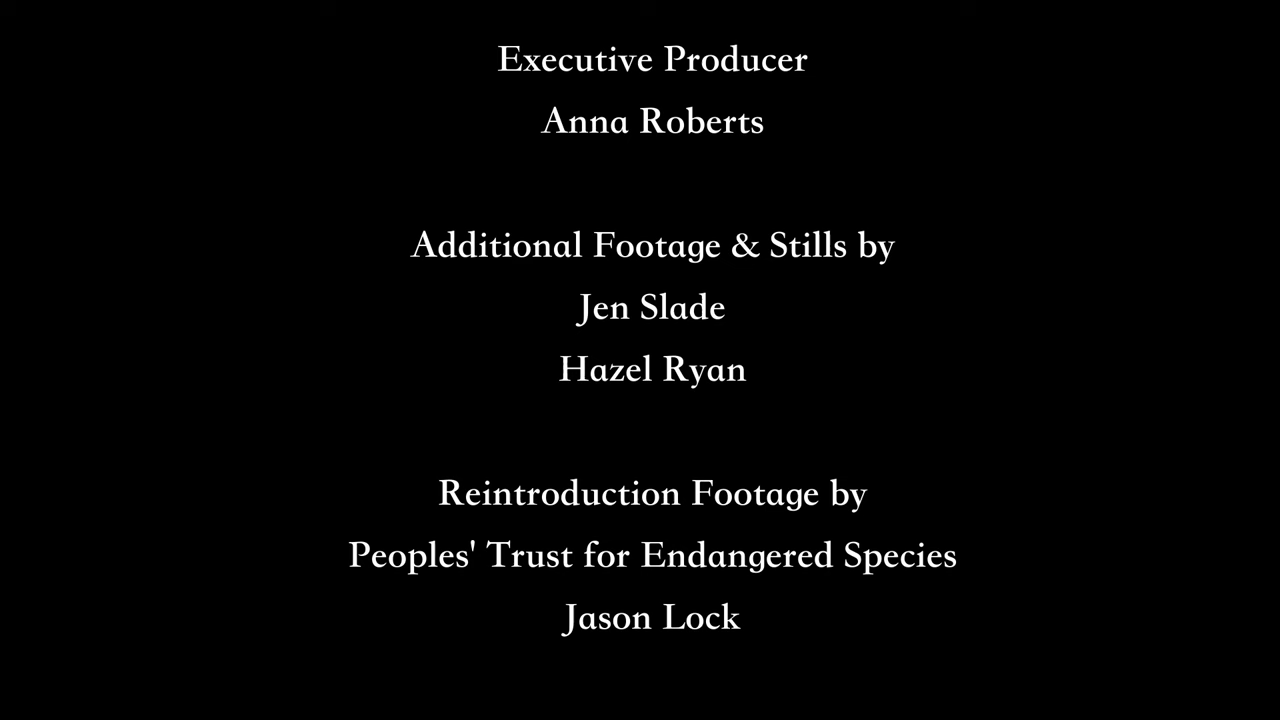 Executive Producer
Anna Roberts
Additional Footage & Stills by
Jen Slade
Hazel Ryan
Reintroduction Footage by
Peoples' Trust for Endangered Species
Jason Lock